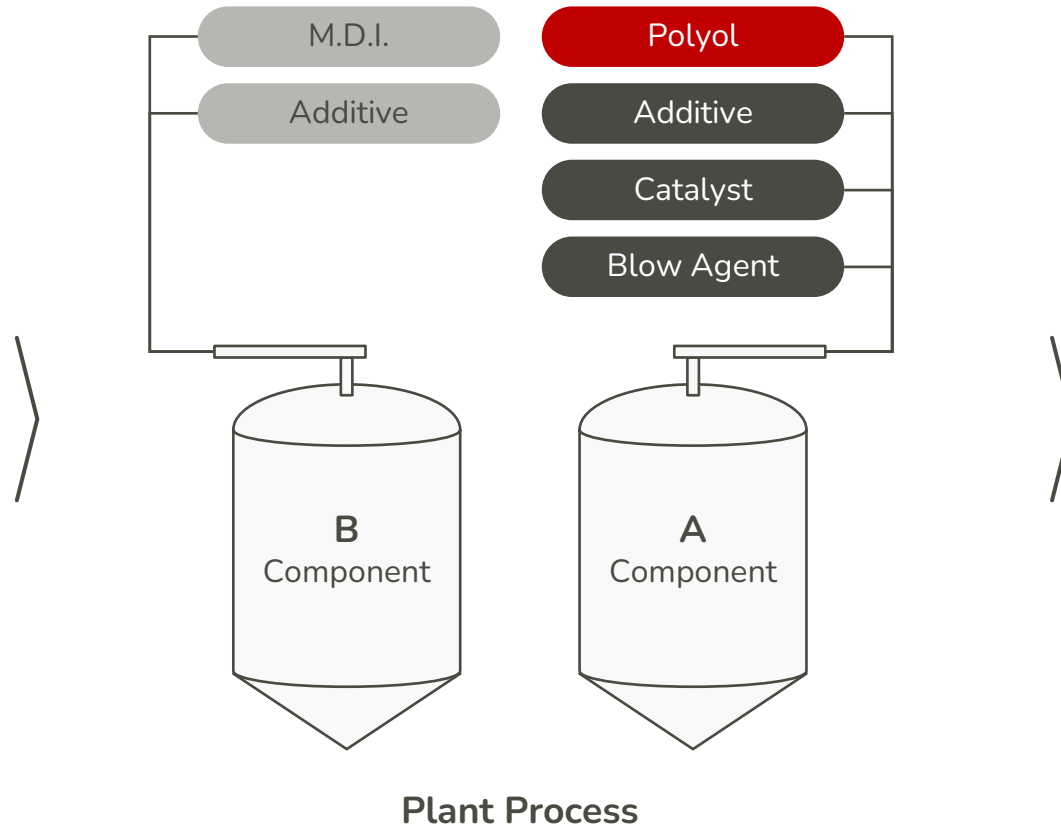 M.D.I.
Additive
Polyol
Additive
Catalyst
Blow Agent
B
Component
A
Component
Plant Process